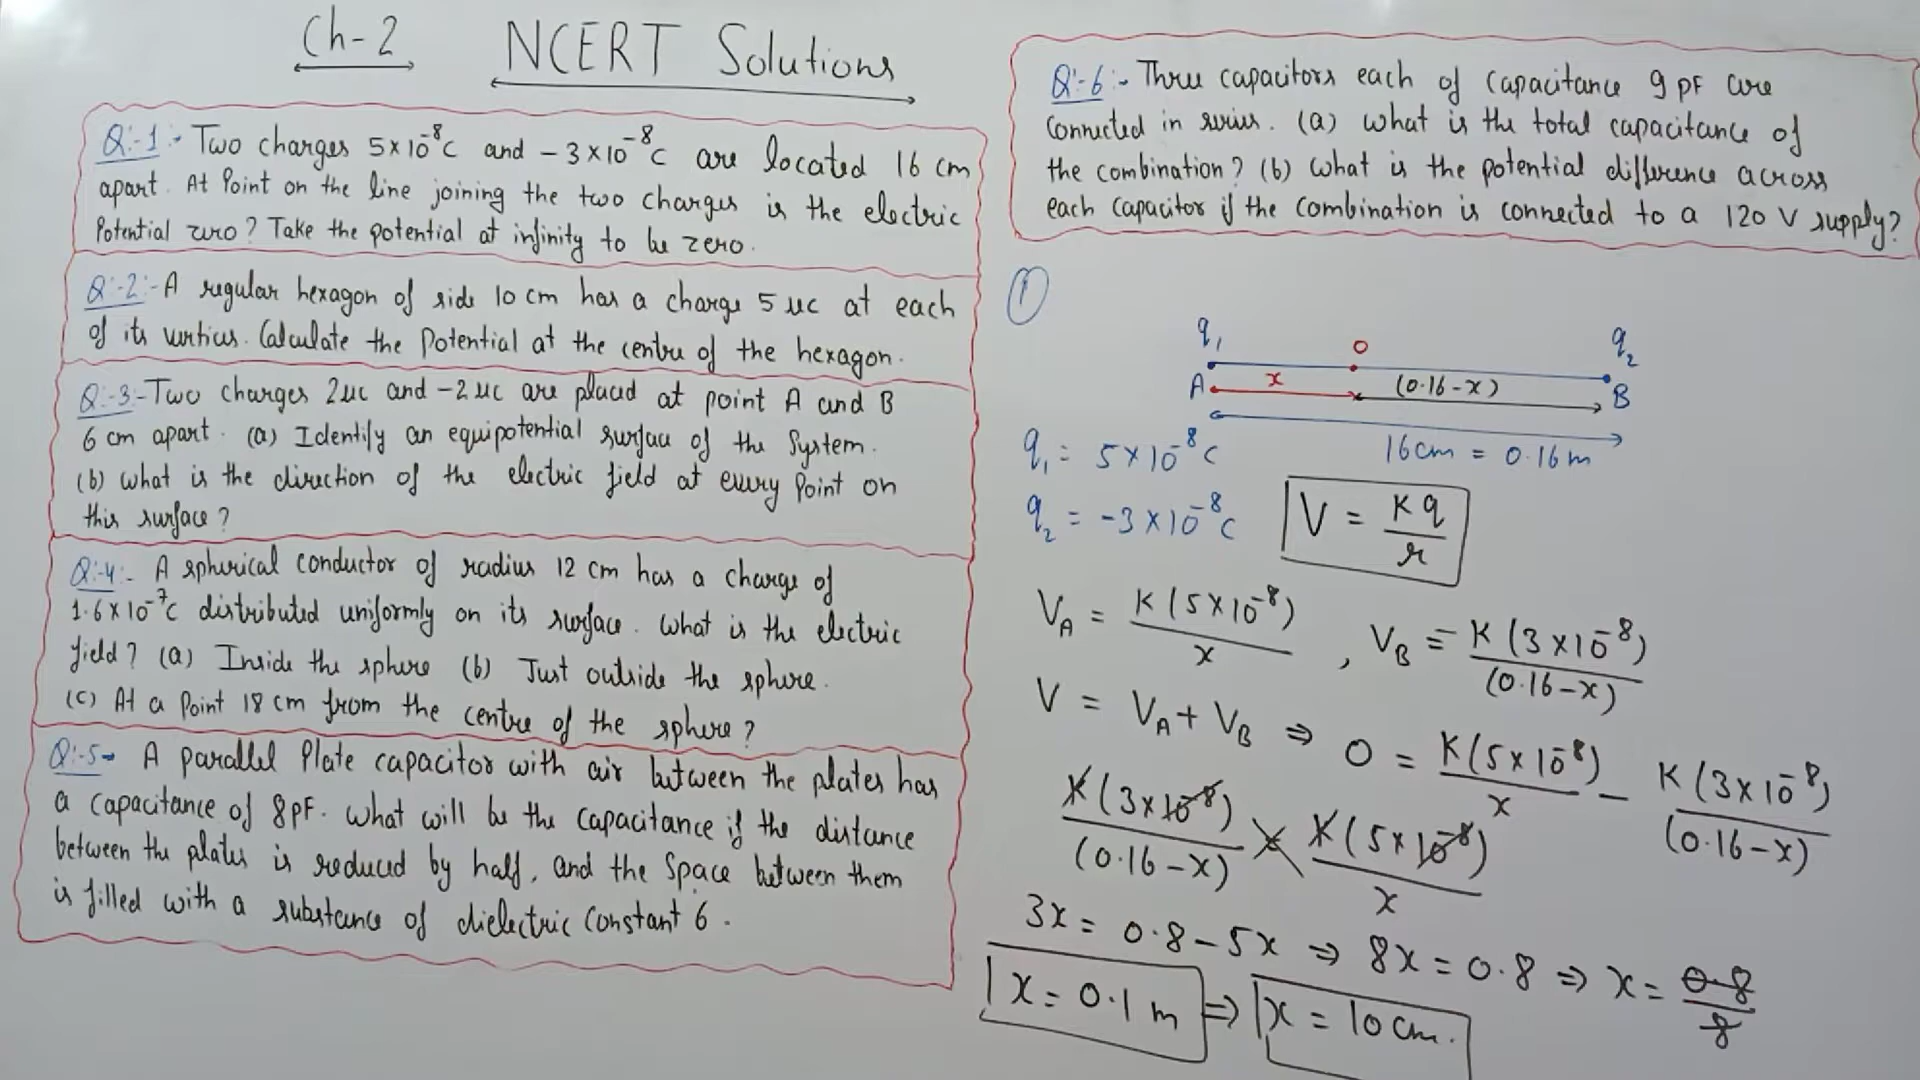 Ch-2 NCERT Solutions
Q:-1:- Two charges 5×10⁻⁸C and -3×10⁻⁸C are located 16 cm
apart. At Point on the line joining the two charges is the electric
Potential zero? Take the potential at infinity to be zero.
Q:-2:- A regular hexagon of side 10 cm has a charge 5 μc at each
of its vertices. Calculate the Potential at the centre of the hexagon.
Q:-3:- Two charges 2μc and -2μc are placed at point A and B
6 cm apart. (a) Identify an equipotential surface of the System.
(b) what is the direction of the electric field at every Point on
this surface?
Q:-4:- A spherical conductor of radius 12 cm has a charge of
1.6×10⁻⁷C distributed uniformly on its surface. what is the electric
field? (a) Inside the sphere (b) Just outside the sphere.
(c) At a Point 18 cm from the centre of the sphere?
Q:-5:- A parallel Plate capacitor with air between the plates has
a capacitance of 8PF. what will be the capacitance if the distance
between the plates is reduced by half, and the space between them
is filled with a substance of dielectric constant 6.
Q:-6:- Three capacitors each of capacitance 9 PF are
connected in series. (a) what is the total capacitance of
the combination? (b) what is the potential difference across
each capacitor if the combination is connected to a 120 V supply?
1
q₁ O q₂
A x (0.16-x) B
16cm = 0.16m
q₁ = 5×10⁻⁸C
q₂ = -3×10⁻⁸C
V = Kq/r
V_A = K(5×10⁻⁸)/x , V_B = -K(3×10⁻⁸)/(0.16-x)
V = V_A + V_B ⇒ 0 = K(5×10⁻⁸)/x - K(3×10⁻⁸)/(0.16-x)
K(3×10⁻⁸)/(0.16-x) × K(5×10⁻⁸)/x
3x = 0.8-5x ⇒ 8x = 0.8 ⇒ x = 0.8/8
x = 0.1 m ⇒ x = 10 cm.